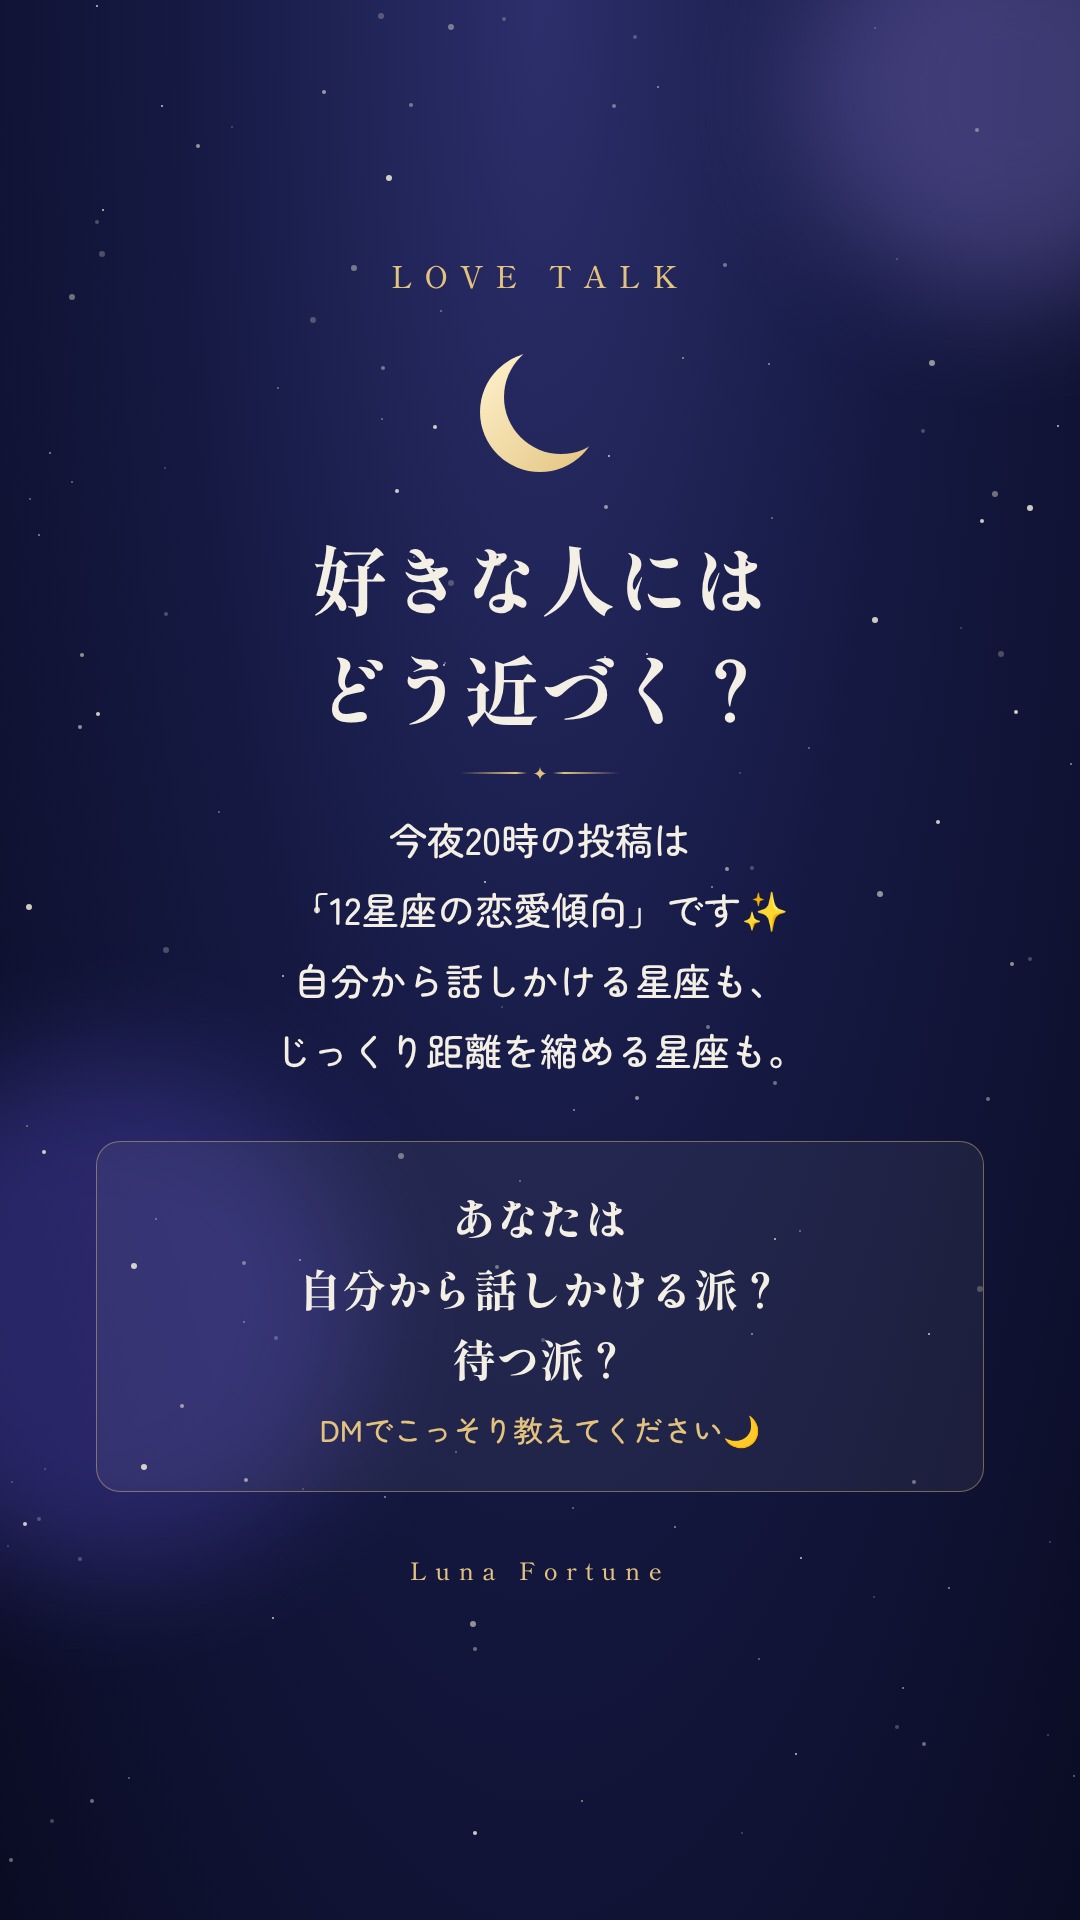 LOVE TALK
好きな人には
どう近づく？
今夜20時の投稿は
「12星座の恋愛傾向」です✨
自分から話しかける星座も、
じっくり距離を縮める星座も。
あなたは
自分から話しかける派？
待つ派？
DMでこっそり教えてください🌙
Luna Fortune